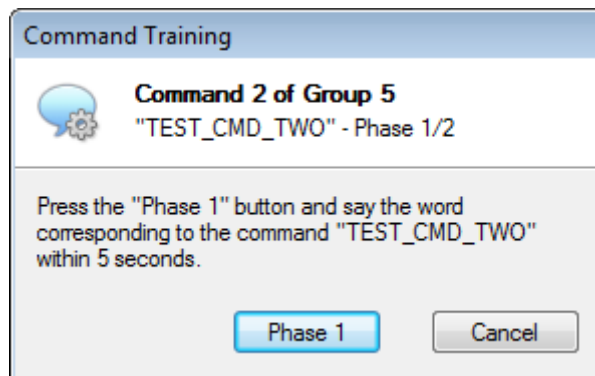 Command Training
Command 2 of Group 5
"TEST_CMD_TWO" - Phase 1/2
Press the "Phase 1" button and say the word
corresponding to the command "TEST_CMD_TWO"
within 5 seconds.
Phase 1
Cancel